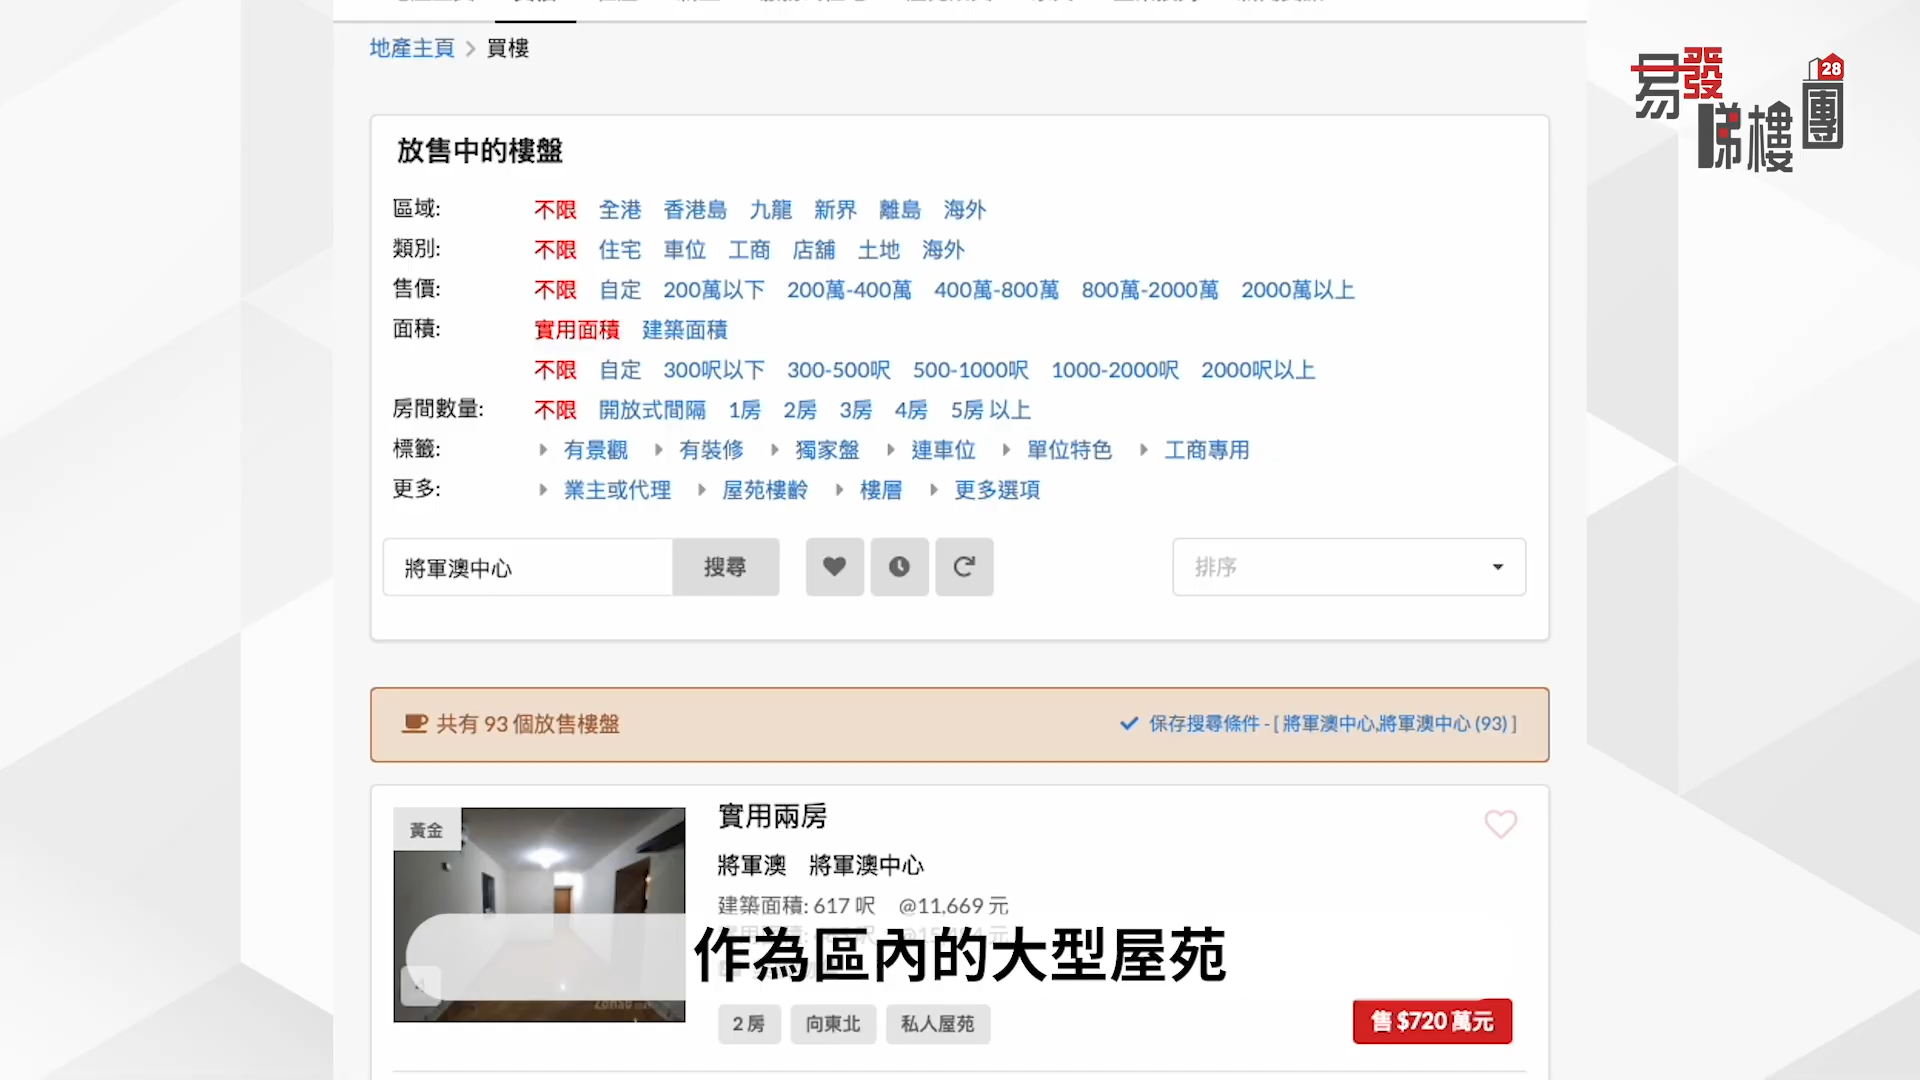 地產主頁 > 買樓
易發睇樓團 28
放售中的樓盤
區域: 不限 全港 香港島 九龍 新界 離島 海外
類別: 不限 住宅 車位 工商 店舖 土地 海外
售價: 不限 自定 200萬以下 200萬-400萬 400萬-800萬 800萬-2000萬 2000萬以上
面積: 實用面積 建築面積
不限 自定 300呎以下 300-500呎 500-1000呎 1000-2000呎 2000呎以上
房間數量: 不限 開放式間隔 1房 2房 3房 4房 5房 以上
標籤: 有景觀 有裝修 獨家盤 連車位 單位特色 工商專用
更多: 業主或代理 屋苑樓齡 樓層 更多選項
將軍澳中心 搜尋 排序
共有 93 個放售樓盤 保存搜尋條件 - [ 將軍澳中心,將軍澳中心 (93) ]
黃金
實用兩房
將軍澳 將軍澳中心
建築面積: 617 呎 @11,669 元
作為區內的大型屋苑
2 房 向東北 私人屋苑
售 $720 萬元